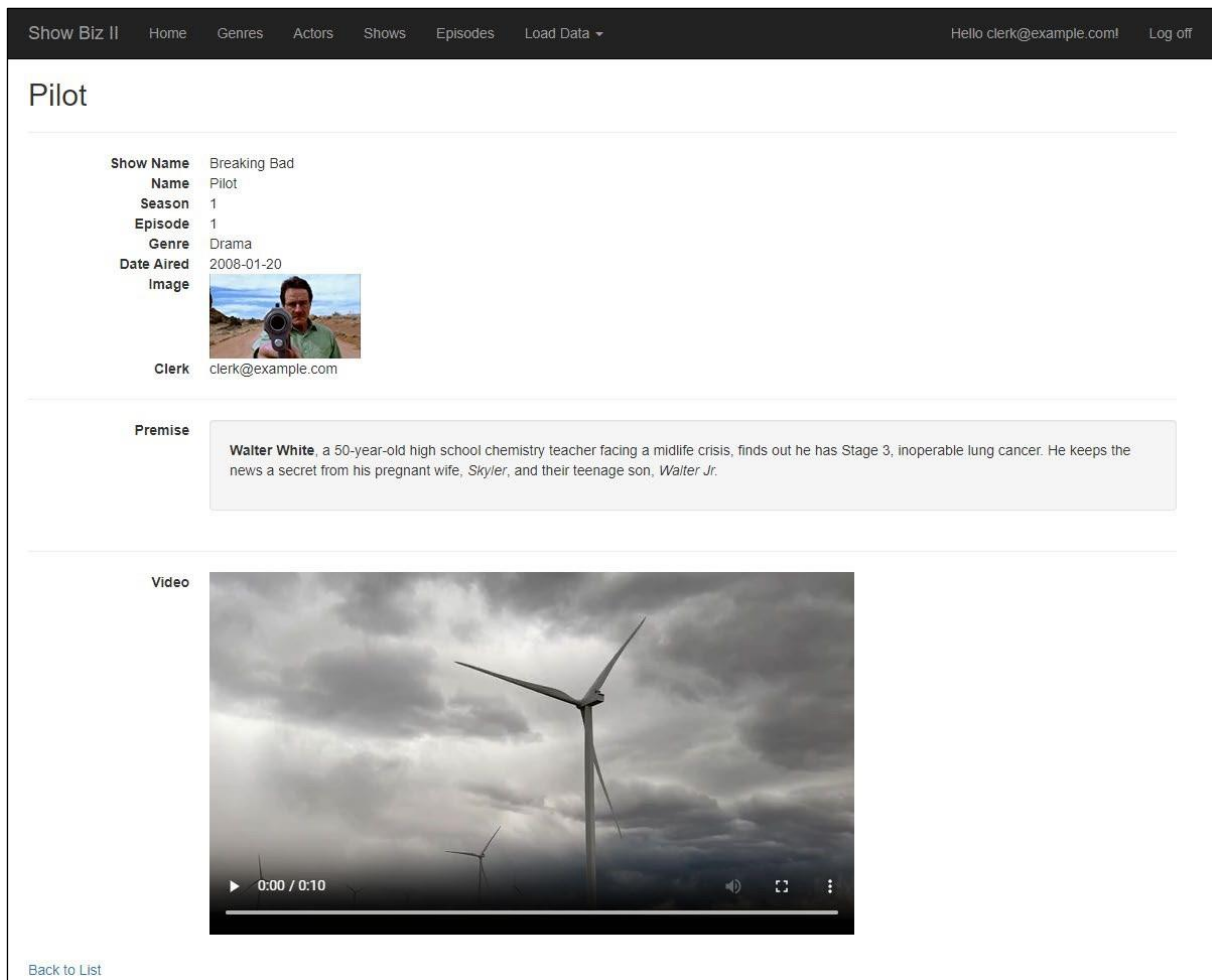 Show Biz II Home Genres Actors Shows Episodes Load Data Hello clerk@example.com! Log off
Pilot
Show Name Breaking Bad
Name Pilot
Season 1
Episode 1
Genre Drama
Date Aired 2008-01-20
Image
Clerk clerk@example.com
Premise
Walter White, a 50-year-old high school chemistry teacher facing a midlife crisis, finds out he has Stage 3, inoperable lung cancer. He keeps the
news a secret from his pregnant wife, Skyler, and their teenage son, Walter Jr.
Video
0:00 / 0:10
Back to List